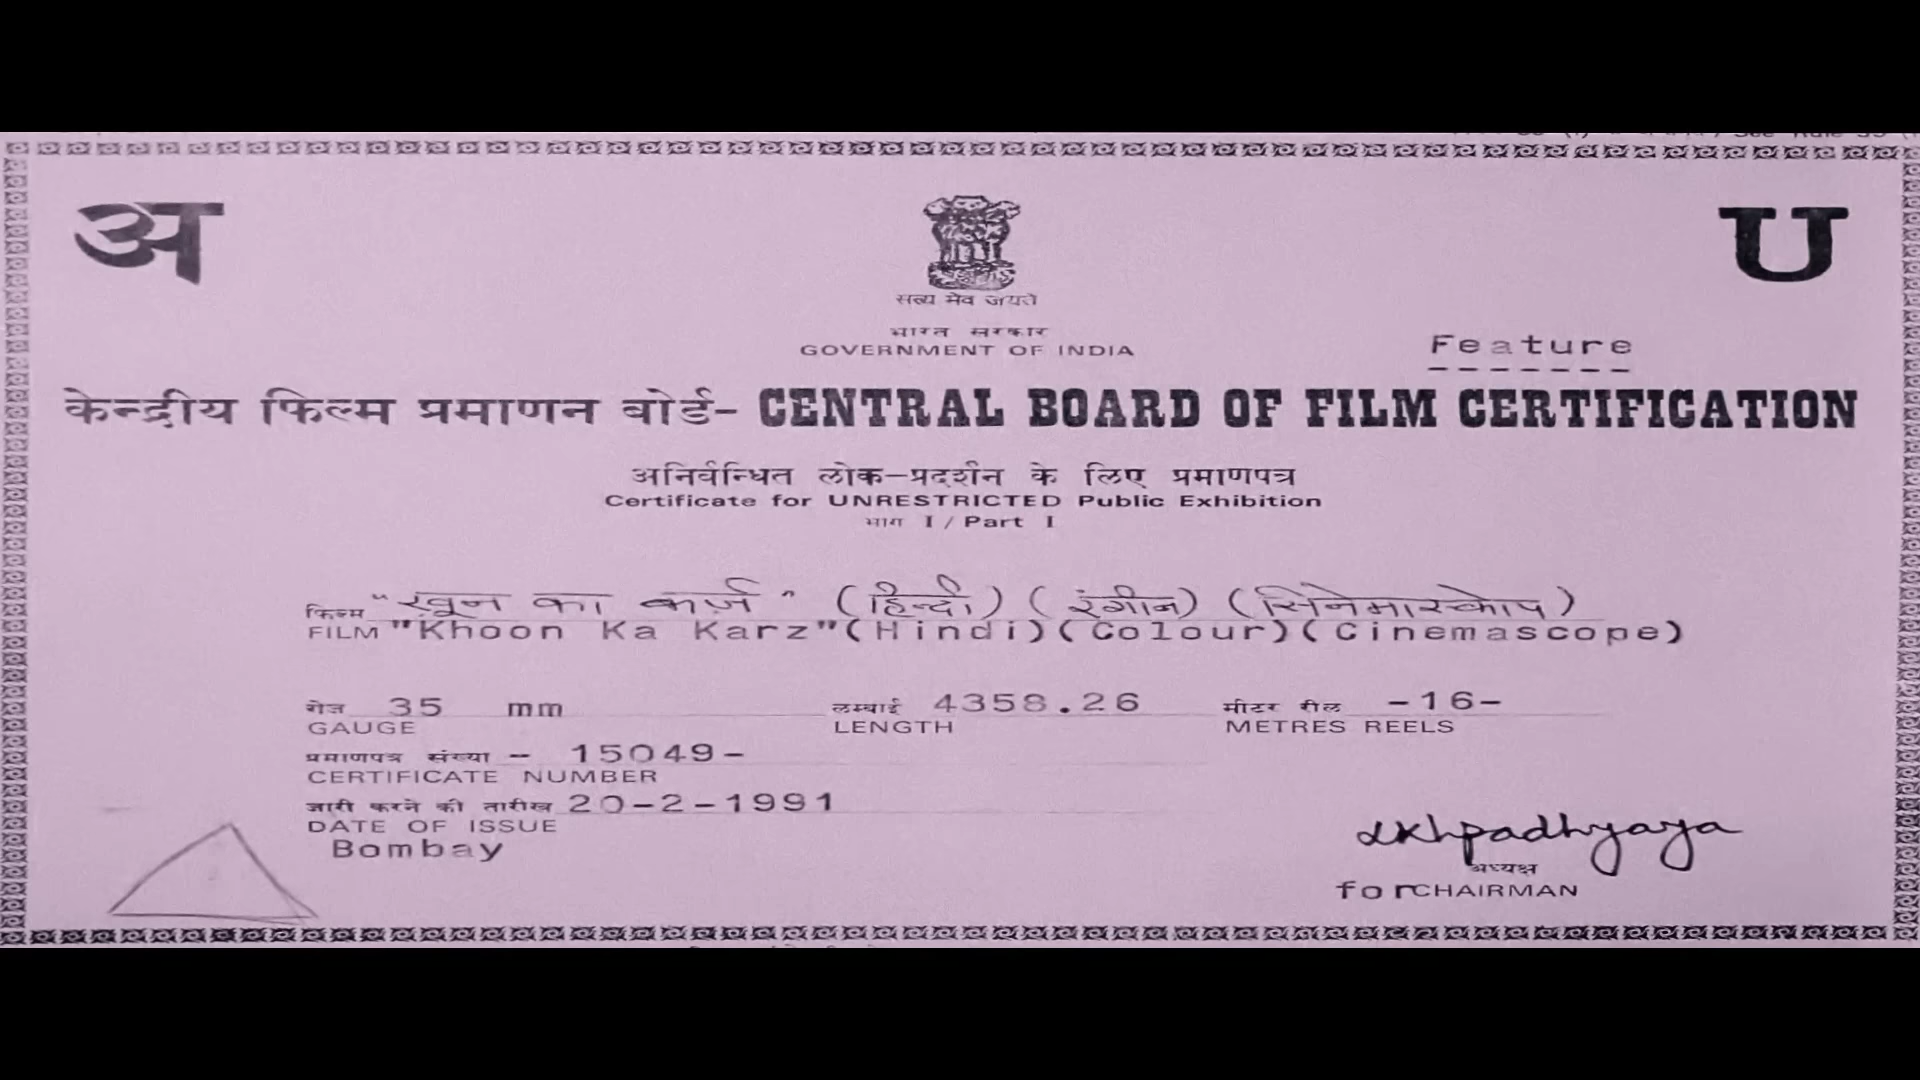 अ
U
सत्य मेव जयते
भारत सरकार
GOVERNMENT OF INDIA
Feature
केन्द्रीय फिल्म प्रमाणन बोर्ड- CENTRAL BOARD OF FILM CERTIFICATION
अनिर्बन्धित लोक-प्रदर्शन के लिए प्रमाणपत्र
Certificate for UNRESTRICTED Public Exhibition
भाग I / Part I
फिल्म "खून का कर्ज़" (हिन्दी) (रंगीन) (सिनेमास्कोप)
FILM "Khoon Ka Karz"(Hindi)(Colour)(Cinemascope)
गेज 35 mm लम्बाई 4358.26 मीटर रील -16-
GAUGE LENGTH METRES REELS
प्रमाणपत्र संख्या - 15049-
CERTIFICATE NUMBER
जारी करने की तारीख 20-2-1991
DATE OF ISSUE
Bombay
अध्यक्ष
for CHAIRMAN